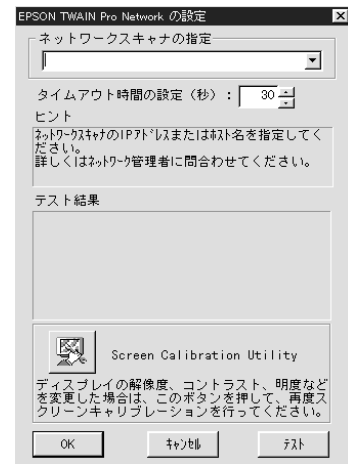 EPSON TWAIN Pro Network の設定
ネットワークスキャナの指定
タイムアウト時間の設定（秒）： 30
ヒント
ﾈｯﾄﾜｰｸｽｷｬﾅのIPｱﾄﾞﾚｽまたはﾎｽﾄ名を指定してく
ださい。
詳しくはﾈｯﾄﾜｰｸ管理者に問合わせてください。
テスト結果
Screen Calibration Utility
ディスプレイの解像度、コントラスト、明度など
を変更した場合は、このボタンを押して、再度ス
クリーンキャリブレーションを行ってください。
OK ｷｬﾝｾﾙ ﾃｽﾄ